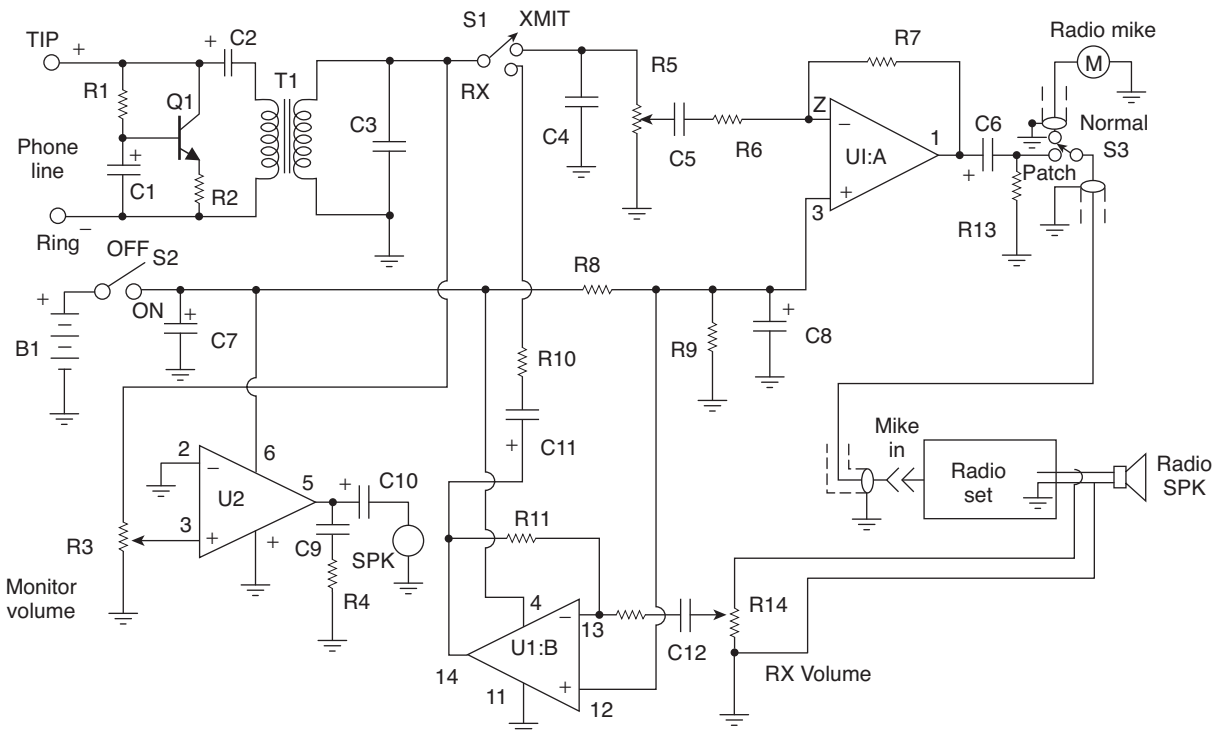 S1 XMIT
TIP
+
+
C2
R7
Radio mike
R1
T1
RX
R5
M
Q1
Z
−
C3
C4
1
C6
Normal
Phone
line
+
C1
C5
R6
UI:A
S3
R2
+
Patch
+
3
Ring
−
R13
OFF
S2
R8
+
ON
+
+
B1
C7
R9
C8
R10
Mike
in
+
C11
2
6
−
U2
5
+
C10
Radio
set
Radio
SPK
R11
3
+
C9
R3
+
SPK
Monitor
volume
R4
4
−
13
R14
U1:B
C12
14
+
RX Volume
11
12